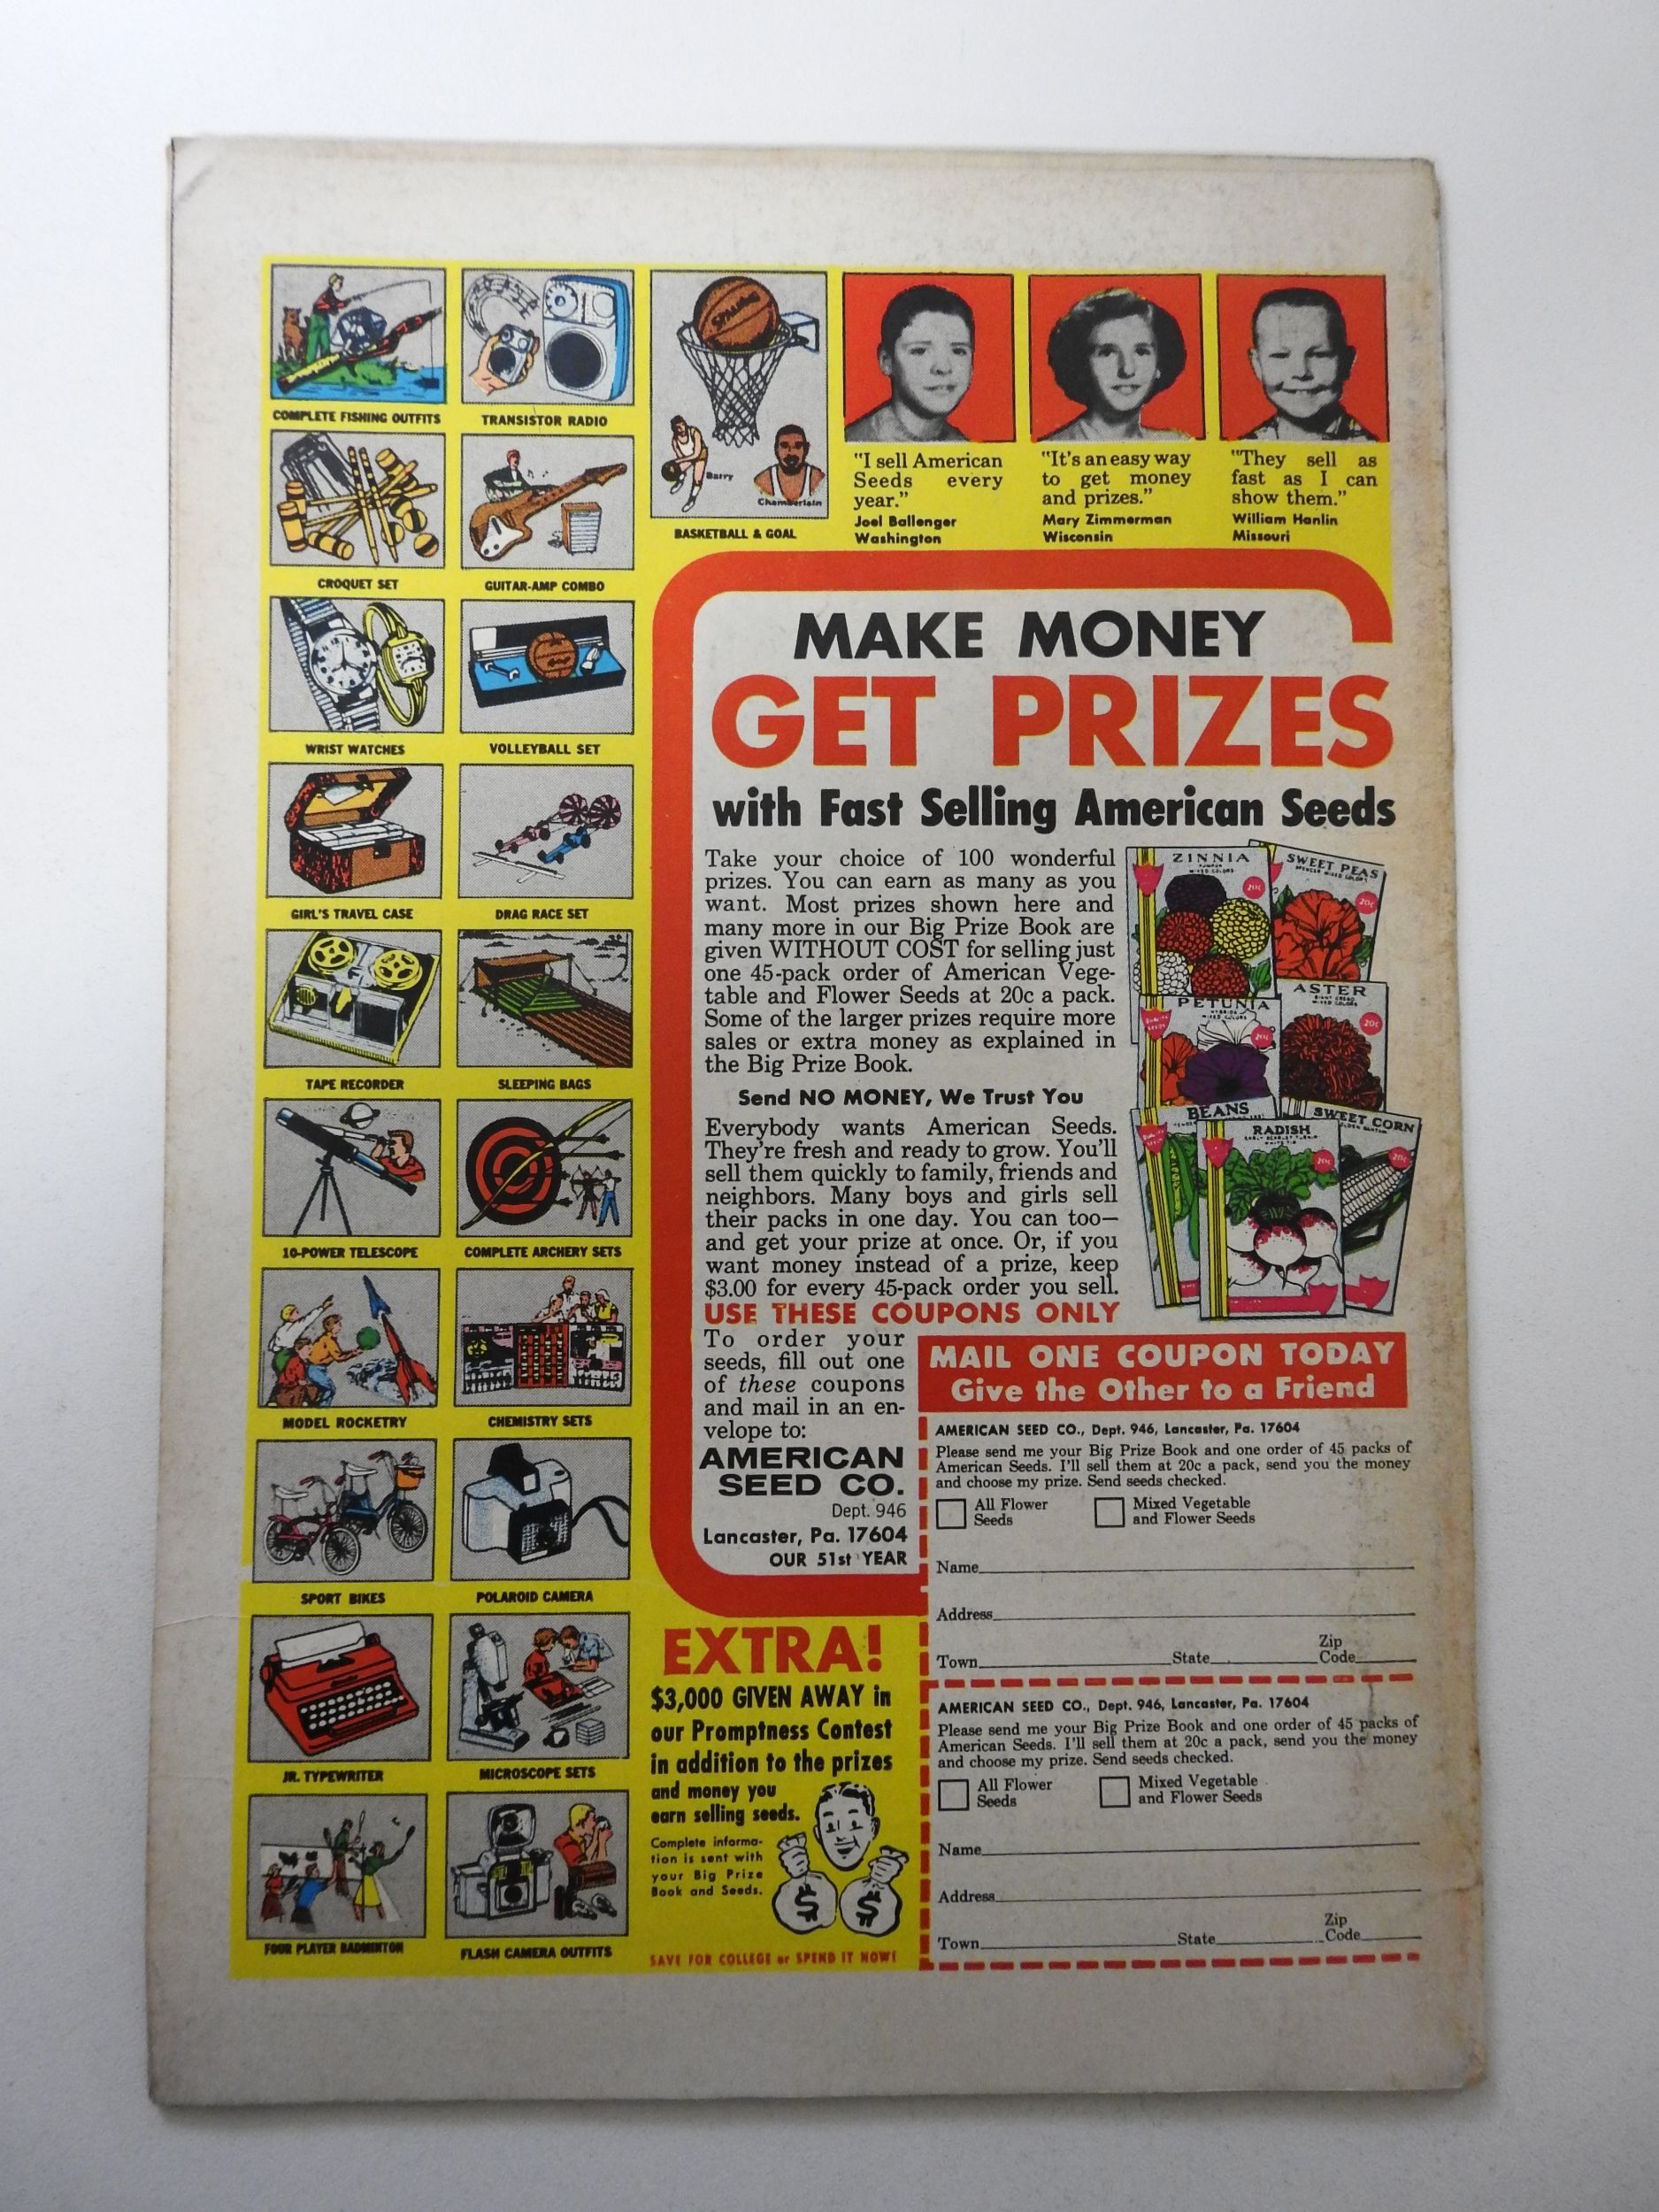 COMPLETE FISHING OUTFITS
TRANSISTOR RADIO
CROQUET SET
GUITAR-AMP COMBO
WRIST WATCHES
VOLLEYBALL SET
GIRL'S TRAVEL CASE
DRAG RACE SET
TAPE RECORDER
SLEEPING BAGS
10-POWER TELESCOPE
COMPLETE ARCHERY SETS
MODEL ROCKETRY
CHEMISTRY SETS
SPORT BIKES
POLAROID CAMERA
JR. TYPEWRITER
MICROSCOPE SETS
FOUR PLAYER BADMINTON
FLASH CAMERA OUTFITS
SPALDING
Barry
Chamberlain
BASKETBALL & GOAL
"I sell American
Seeds every
year."
Joel Ballenger
Washington
"It's an easy way
to get money
and prizes."
Mary Zimmerman
Wisconsin
"They sell as
fast as I can
show them."
William Hanlin
Missouri
MAKE MONEY
GET PRIZES
with Fast Selling American Seeds
Take your choice of 100 wonderful
prizes. You can earn as many as you
want. Most prizes shown here and
many more in our Big Prize Book are
given WITHOUT COST for selling just
one 45-pack order of American Vege-
table and Flower Seeds at 20c a pack.
Some of the larger prizes require more
sales or extra money as explained in
the Big Prize Book.
Send NO MONEY, We Trust You
Everybody wants American Seeds.
They're fresh and ready to grow. You'll
sell them quickly to family, friends and
neighbors. Many boys and girls sell
their packs in one day. You can too—
and get your prize at once. Or, if you
want money instead of a prize, keep
$3.00 for every 45-pack order you sell.
USE THESE COUPONS ONLY
To order your
seeds, fill out one
of these coupons
and mail in an en-
velope to:
AMERICAN
SEED CO.
Dept. 946
Lancaster, Pa. 17604
OUR 51st YEAR
ZINNIA
MIXED COLORS
20c
SWEET PEAS
SPENCER MIXED COLORS
20c
PETUNIA
MIXED COLORS
20c
ASTER
MIXED COLORS
20c
BEANS
RADISH
20c
SWEET CORN
20c
MAIL ONE COUPON TODAY
Give the Other to a Friend
AMERICAN SEED CO., Dept. 946, Lancaster, Pa. 17604
Please send me your Big Prize Book and one order of 45 packs of
American Seeds. I'll sell them at 20c a pack, send you the money
and choose my prize. Send seeds checked.
All Flower
Seeds
Mixed Vegetable
and Flower Seeds
Name
Address
Town State Zip Code
AMERICAN SEED CO., Dept. 946, Lancaster, Pa. 17604
Please send me your Big Prize Book and one order of 45 packs of
American Seeds. I'll sell them at 20c a pack, send you the money
and choose my prize. Send seeds checked.
All Flower
Seeds
Mixed Vegetable
and Flower Seeds
Name
Address
Town State Zip Code
EXTRA!
$3,000 GIVEN AWAY in
our Promptness Contest
in addition to the prizes
and money you
earn selling seeds.
Complete informa-
tion is sent with
your Big Prize
Book and Seeds.
$ $
SAVE FOR COLLEGE or SPEND IT NOW!